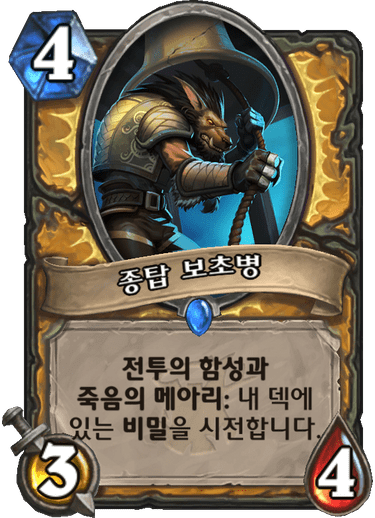 4
종탑 보초병
전투의 함성과
죽음의 메아리: 내 덱에
있는 비밀을 시전합니다.
3
4